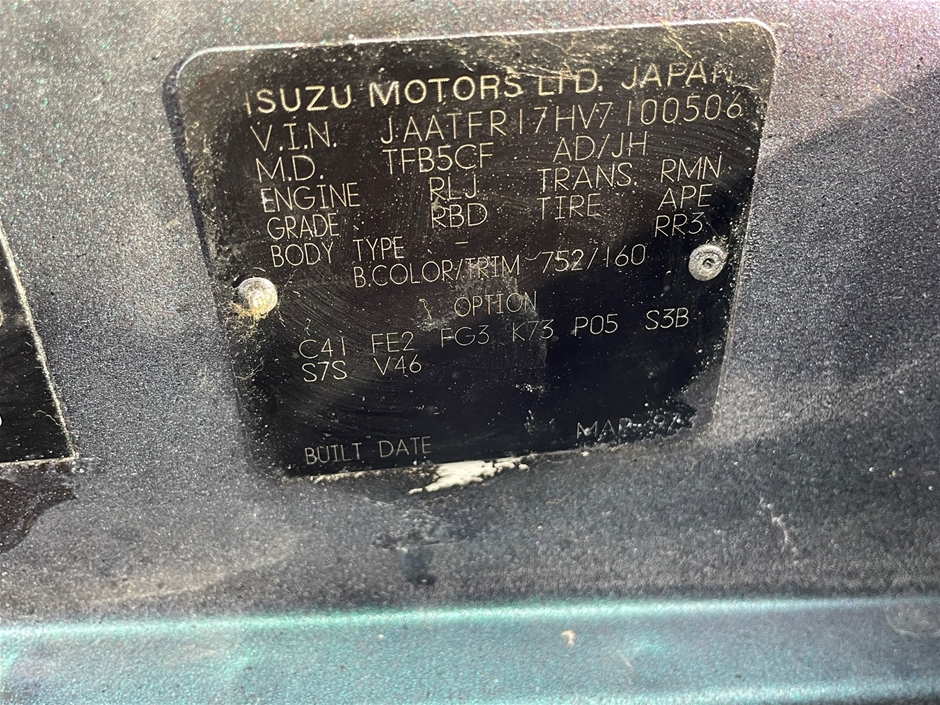 ISUZU MOTORS LTD. JAPAN
V.I.N. JAATFR17HV7100506
M.D. TFB5CF AD/JH
ENGINE RLJ TRANS. RMN
GRADE RBD TIRE APE
BODY TYPE - RR3
B.COLOR/TRIM 752/160
OPTION
C41 FE2 FG3 K73 P05 S3B
S7S V46
BUILT DATE